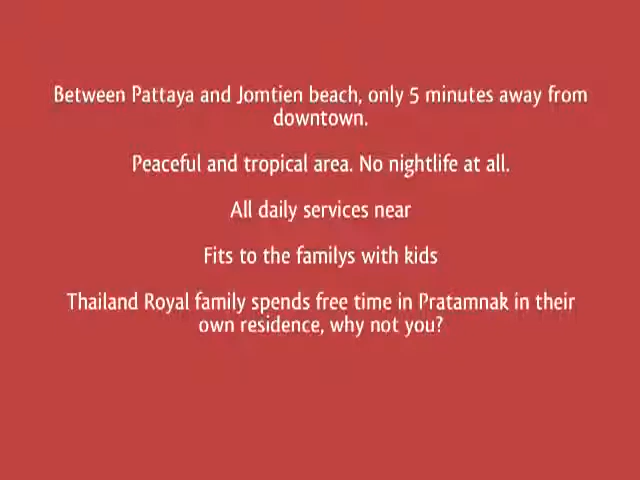 Between Pattaya and Jomtien beach, only 5 minutes away from
downtown.
Peaceful and tropical area. No nightlife at all.
All daily services near
Fits to the familys with kids
Thailand Royal family spends free time in Pratamnak in their
own residence, why not you?